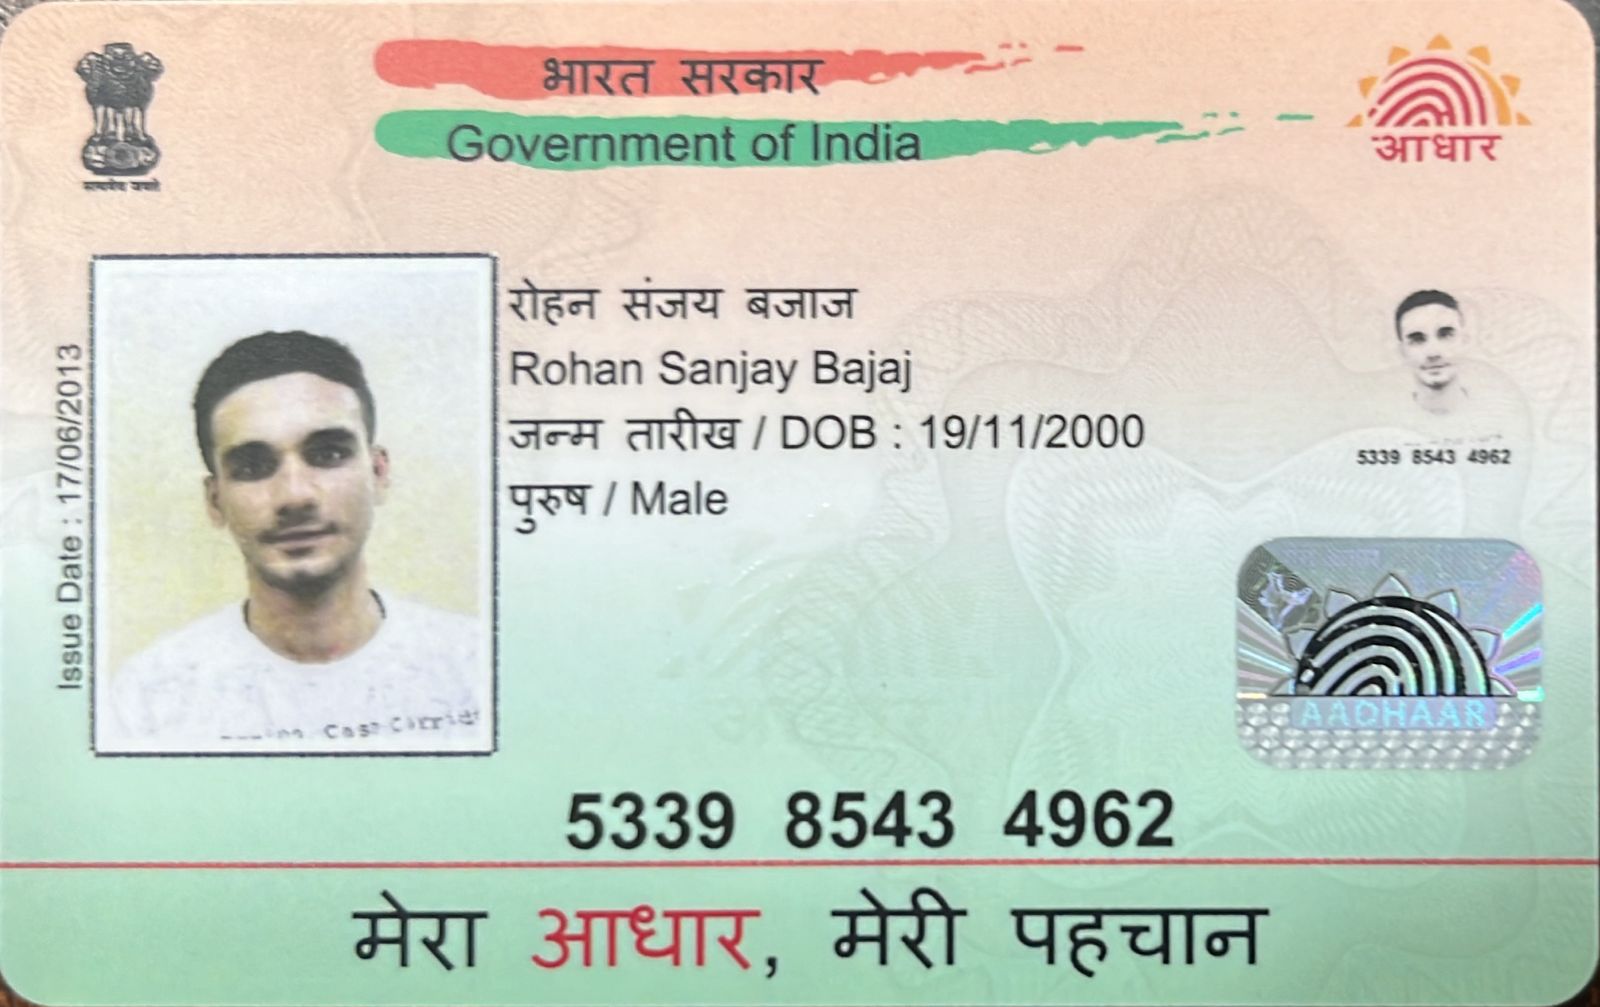 भारत सरकार
Government of India
आधार
सत्यमेव जयते
Issue Date : 17/06/2013
रोहन संजय बजाज
Rohan Sanjay Bajaj
जन्म तारीख / DOB : 19/11/2000
पुरुष / Male
5339 8543 4962
AADHAAR
5339 8543 4962
मेरा आधार, मेरी पहचान